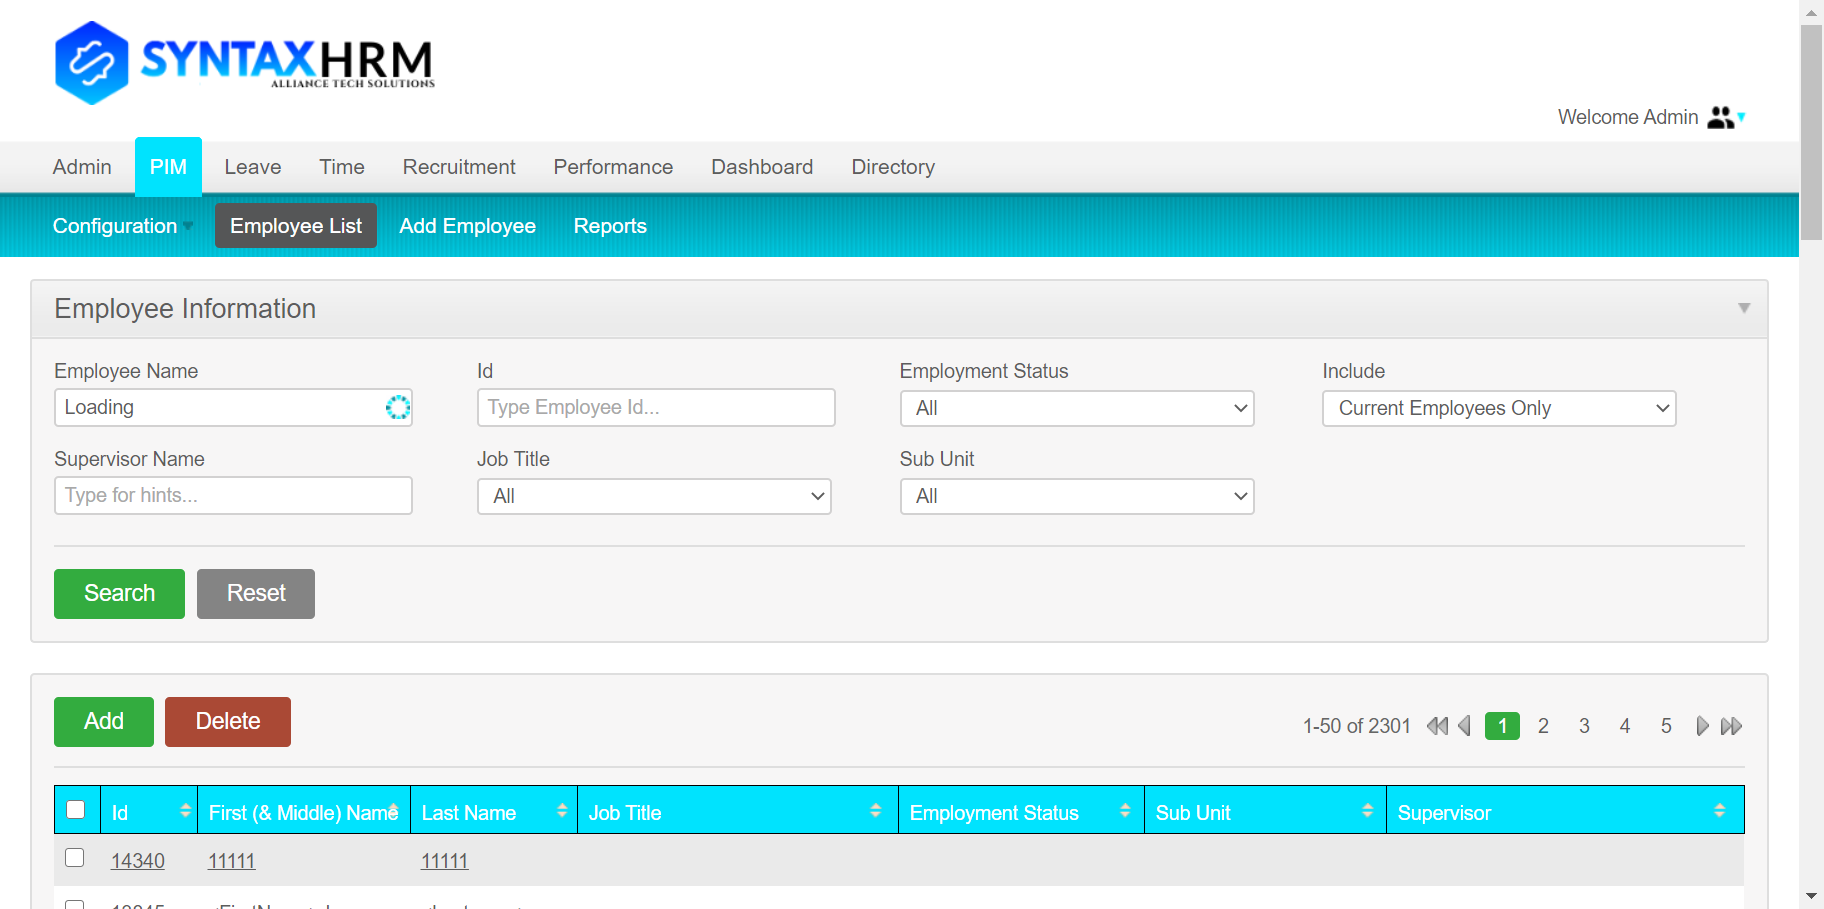 SYNTAXHRM
ALLIANCE TECH SOLUTIONS
Welcome Admin
Admin PIM Leave Time Recruitment Performance Dashboard Directory
Configuration Employee List Add Employee Reports
Employee Information
Employee Name Id Employment Status Include
Loading Type Employee Id... All Current Employees Only
Supervisor Name Job Title Sub Unit
Type for hints... All All
Search Reset
Add Delete 1-50 of 2301 1 2 3 4 5
Id First (& Middle) Name Last Name Job Title Employment Status Sub Unit Supervisor
14340 11111 11111